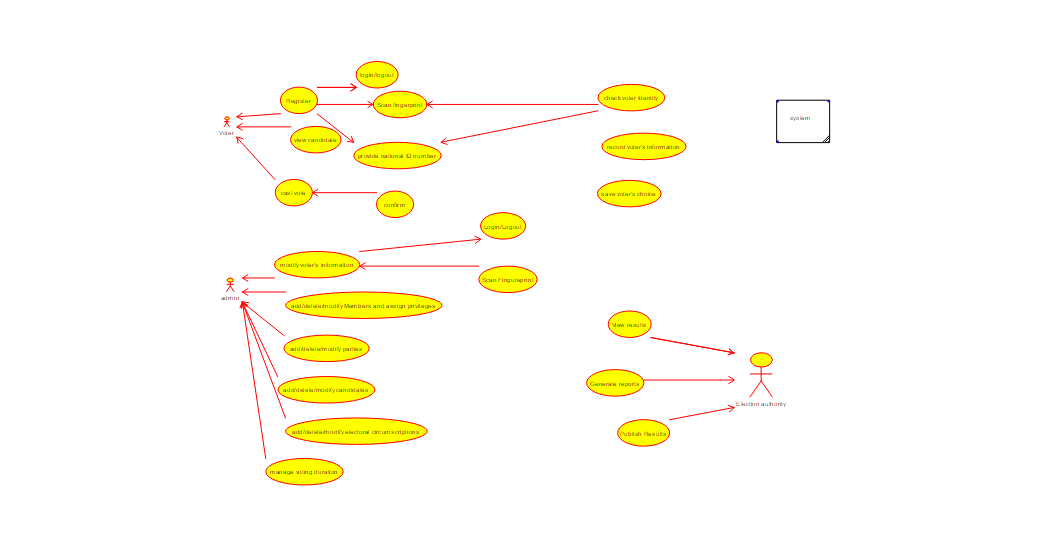 login/logout
Register
Scan fingerprint
check voter Identity
system
Voter
view candidate
record voter's information
provide national ID number
cast vote
save voter's choice
confirm
Login/Logout
modify voter's information
Scan Fingureprint
admin
add/delete/modify Members and assign privileges
View results
add/delete/modify parties
Generate reports
add/delete/modify candidates
Election authority
add/delete/modify electoral circumscriptions
Publish Results
manage voting duration